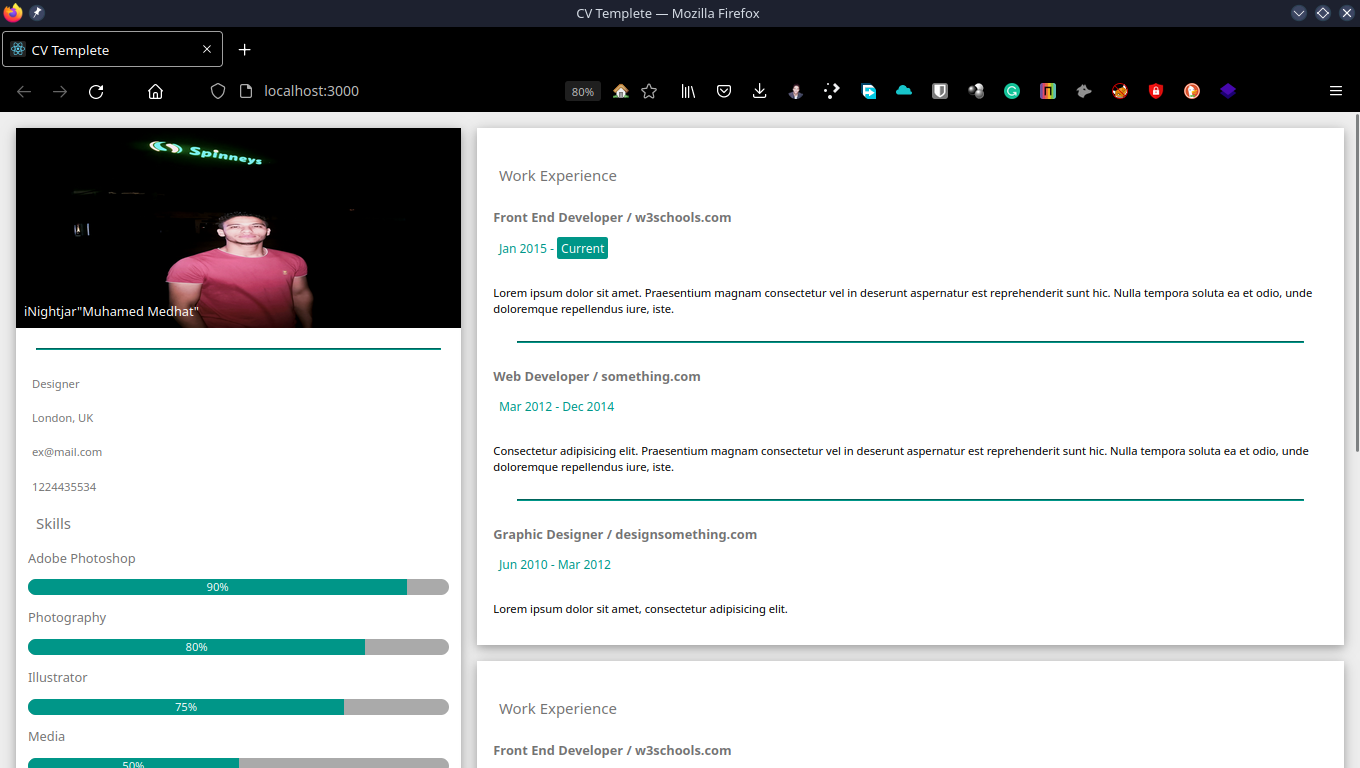 CV Templete — Mozilla Firefox
CV Templete
localhost:3000
80%
Spinneys
iNightjar"Muhamed Medhat"
Designer
London, UK
ex@mail.com
1224435534
Skills
Adobe Photoshop
90%
Photography
80%
Illustrator
75%
Media
50%
Work Experience
Front End Developer / w3schools.com
Jan 2015 - Current
Lorem ipsum dolor sit amet. Praesentium magnam consectetur vel in deserunt aspernatur est reprehenderit sunt hic. Nulla tempora soluta ea et odio, unde
doloremque repellendus iure, iste.
Web Developer / something.com
Mar 2012 - Dec 2014
Consectetur adipisicing elit. Praesentium magnam consectetur vel in deserunt aspernatur est reprehenderit sunt hic. Nulla tempora soluta ea et odio, unde
doloremque repellendus iure, iste.
Graphic Designer / designsomething.com
Jun 2010 - Mar 2012
Lorem ipsum dolor sit amet, consectetur adipisicing elit.
Work Experience
Front End Developer / w3schools.com